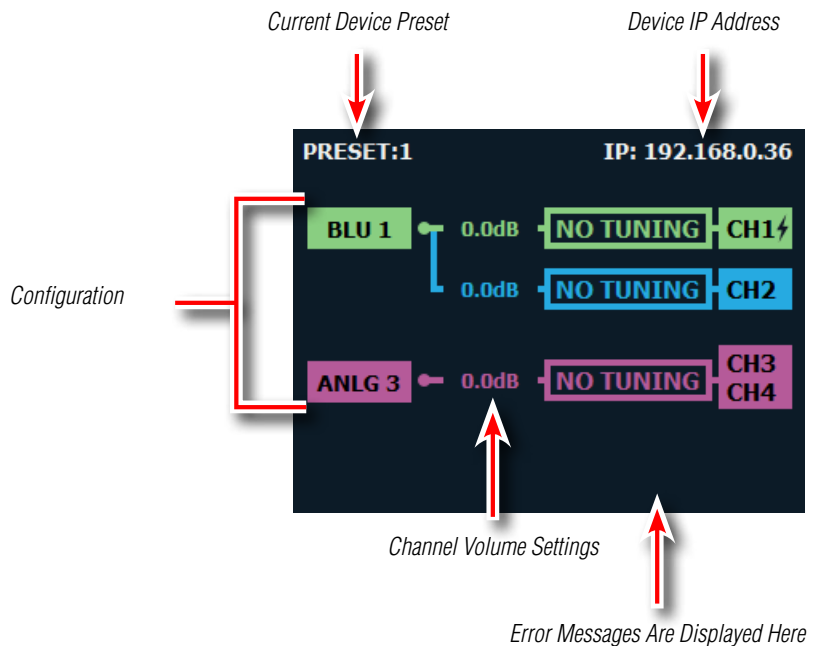 Current Device Preset
Device IP Address
PRESET:1
IP: 192.168.0.36
BLU 1
0.0dB
NO TUNING
CH1
0.0dB
NO TUNING
CH2
Configuration
ANLG 3
0.0dB
NO TUNING
CH3
CH4
Channel Volume Settings
Error Messages Are Displayed Here